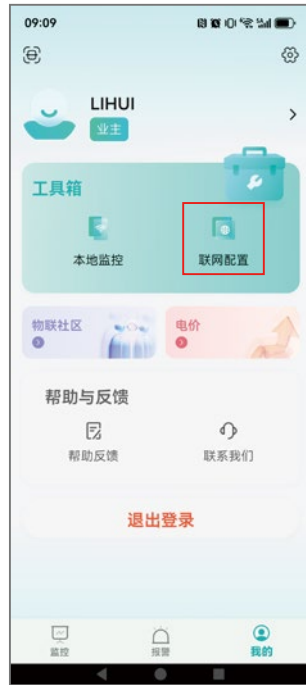 09:09
LIHUI
业主
工具箱
本地监控
联网配置
物联社区
电价
帮助与反馈
帮助反馈
联系我们
退出登录
监控
报警
我的